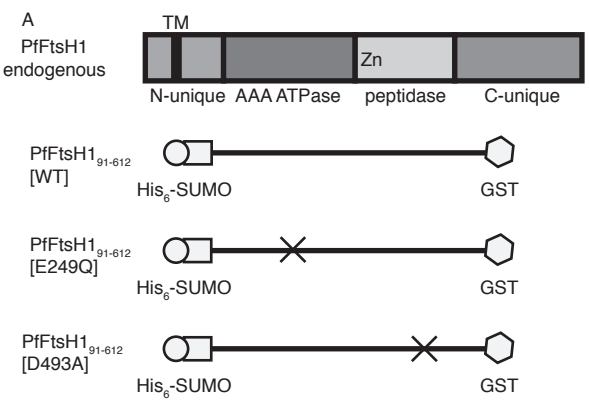 A
TM
PfFtsH1
endogenous
Zn
N-unique AAA ATPase peptidase C-unique
PfFtsH1₉₁₋₆₁₂
[WT]
His₆-SUMO GST
PfFtsH1₉₁₋₆₁₂
[E249Q]
His₆-SUMO GST
PfFtsH1₉₁₋₆₁₂
[D493A]
His₆-SUMO GST